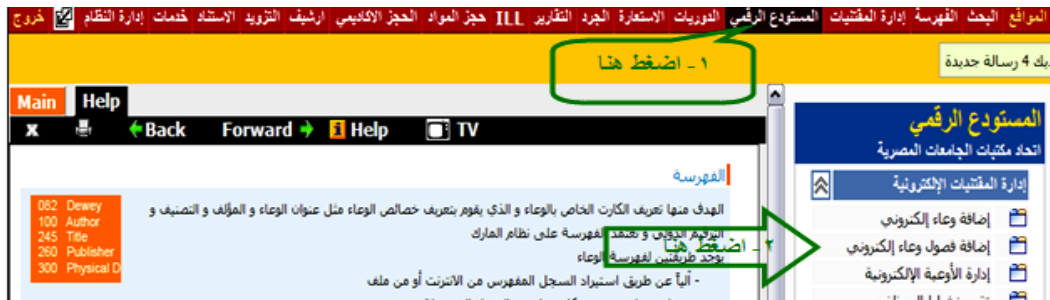 المواقع البحث الفهرسة إدارة المقتنيات المستودع الرقمي الدوريات الاستعارة الجرد التقارير ILL حجز المواد الحجز الاكاديمي ارشيف التزويد الاستناد خدمات إدارة النظام خروج
١ - اضغط هنا
يك 4 رسالة جديدة
Main Help
x Back Forward Help TV
المستودع الرقمي
اتحاد مكتبات الجامعات المصرية
إدارة المقتنيات الإلكترونية
إضافة وعاء إلكتروني
إضافة فصول وعاء إلكتروني
إدارة الأوعية الإلكترونية
٢ - اضغط هنا
الفهرسة
الهدف منها تعريف الكارت الخاص بالوعاء و الذي يقوم بتعريف خصائص الوعاء مثل عنوان الوعاء و المؤلف و التصنيف و
الترقيم الدولي و تعتمد الفهرسة على نظام المارك
يوجد طريقتين لفهرسة الوعاء
- آلياً عن طريق استيراد السجل المفهرس من الانترنت أو من ملف
082 Dewey
100 Author
245 Title
260 Publisher
300 Physical D